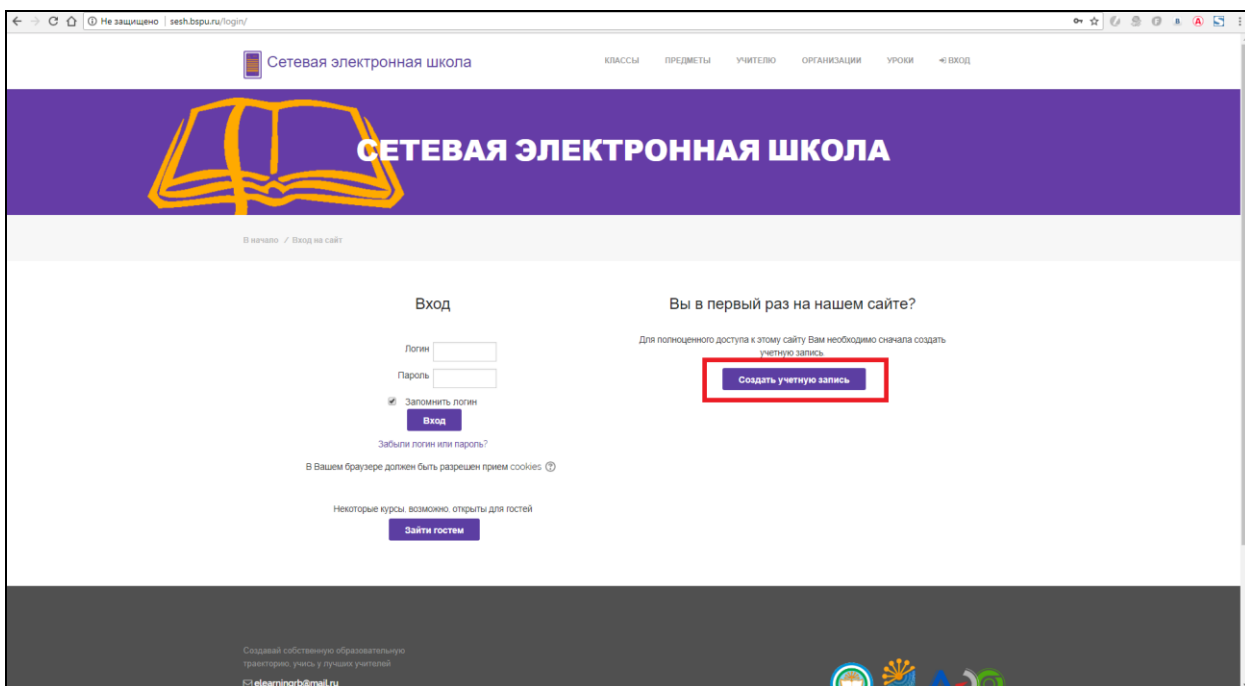 Не защищено | sesh.bspu.ru/login/
Сетевая электронная школа
КЛАССЫ ПРЕДМЕТЫ УЧИТЕЛЮ ОРГАНИЗАЦИИ УРОКИ ВХОД
СЕТЕВАЯ ЭЛЕКТРОННАЯ ШКОЛА
В начало / Вход на сайт
Вход
Логин
Пароль
Запомнить логин
Вход
Забыли логин или пароль?
В Вашем браузере должен быть разрешен прием cookies
Некоторые курсы, возможно, открыты для гостей
Зайти гостем
Вы в первый раз на нашем сайте?
Для полноценного доступа к этому сайту Вам необходимо сначала создать
учетную запись
Создать учетную запись
Создавай собственную образовательную
траекторию, учись у лучших учителей
elearningrb@mail.ru